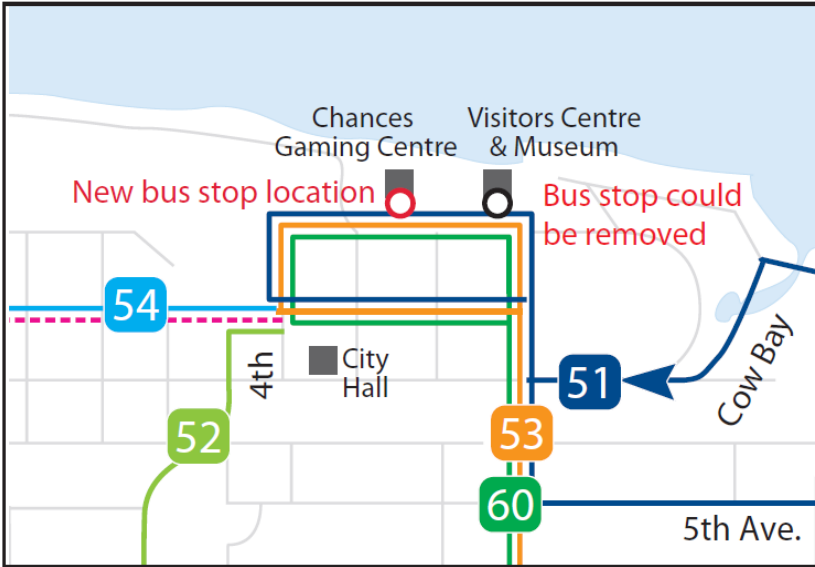 Chances
Gaming Centre
Visitors Centre
& Museum
New bus stop location
Bus stop could
be removed
54
4th
City
Hall
51
Cow Bay
52
53
60
5th Ave.